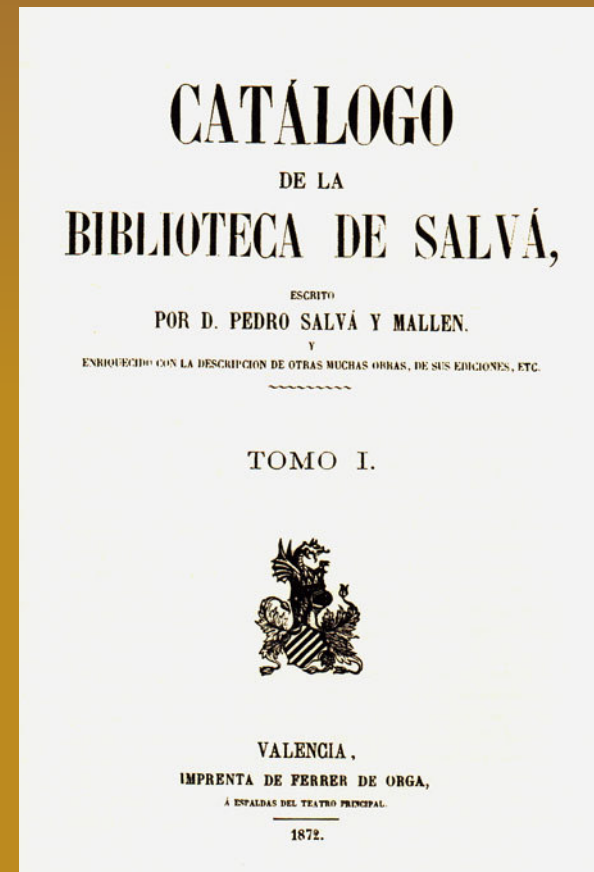 CATÁLOGO
DE LA
BIBLIOTECA DE SALVÁ,
ESCRITO
POR D. PEDRO SALVÁ Y MALLEN.
Y
ENRIQUECIDO CON LA DESCRIPCION DE OTRAS MUCHAS OBRAS, DE SUS EDICIONES, ETC.
TOMO I.
VALENCIA,
IMPRENTA DE FERRER DE ORGA,
Á ESPALDAS DEL TEATRO PRINCIPAL.
1872.